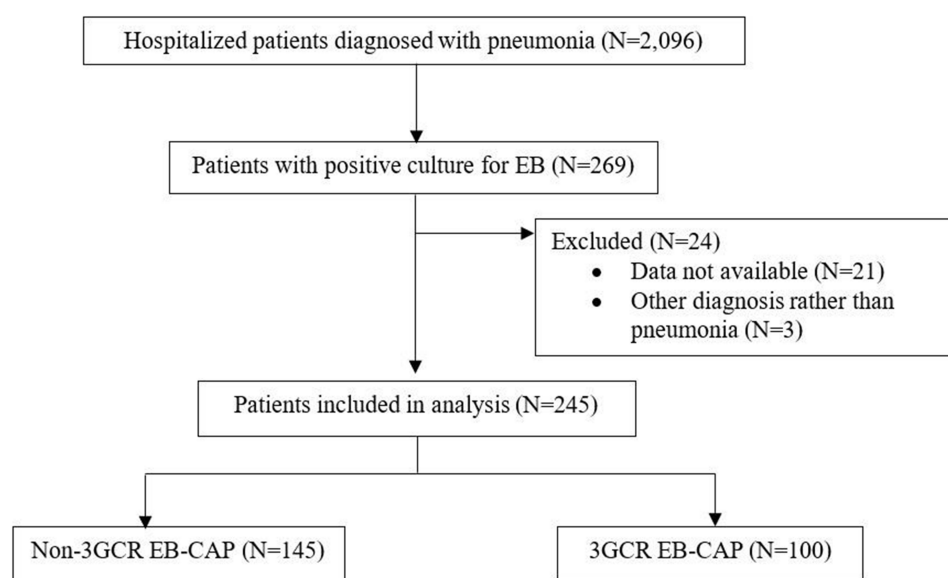 Hospitalized patients diagnosed with pneumonia (N=2,096)
Patients with positive culture for EB (N=269)
Excluded (N=24)
• Data not available (N=21)
• Other diagnosis rather than
pneumonia (N=3)
Patients included in analysis (N=245)
Non-3GCR EB-CAP (N=145)
3GCR EB-CAP (N=100)